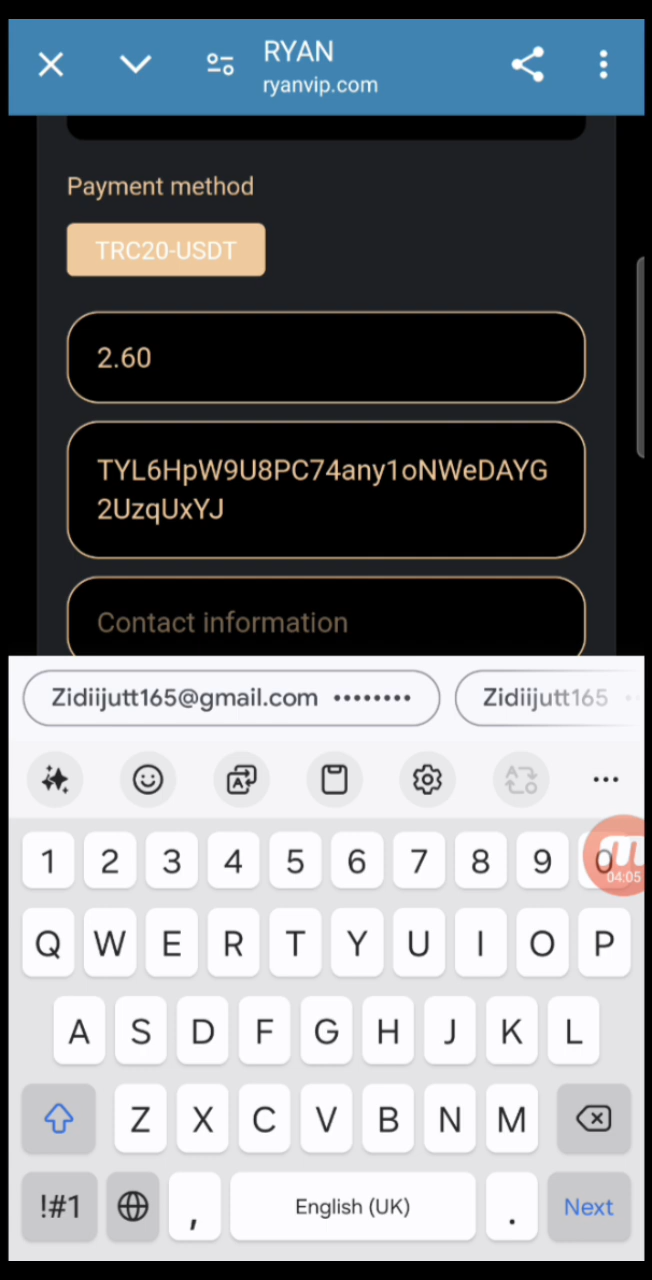 RYAN
ryanvip.com
Payment method
TRC20-USDT
2.60
TYL6HpW9U8PC74any1oNWeDAYG
2UzqUxYJ
Contact information
Zidiijutt165@gmail.com ••••••••
Zidiijutt165 ••
1 2 3 4 5 6 7 8 9 0
04:05
Q W E R T Y U I O P
A S D F G H J K L
Z X C V B N M
!#1 , English (UK) . Next